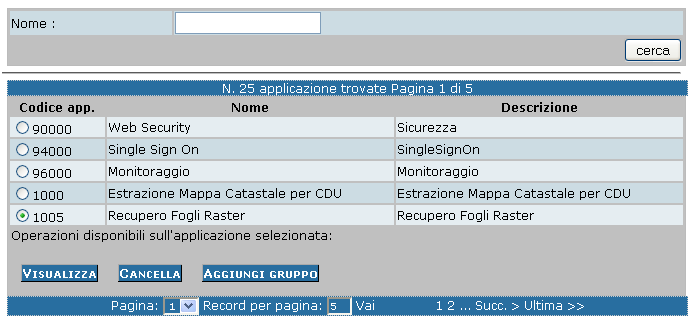 Nome :
cerca
N. 25 applicazione trovate Pagina 1 di 5
Codice app. Nome Descrizione
90000 Web Security Sicurezza
94000 Single Sign On SingleSignOn
96000 Monitoraggio Monitoraggio
1000 Estrazione Mappa Catastale per CDU Estrazione Mappa Catastale per CDU
1005 Recupero Fogli Raster Recupero Fogli Raster
Operazioni disponibili sull'applicazione selezionata:
VISUALIZZA CANCELLA AGGIUNGI GRUPPO
Pagina: 1 Record per pagina: 5 Vai 1 2 ... Succ. > Ultima >>